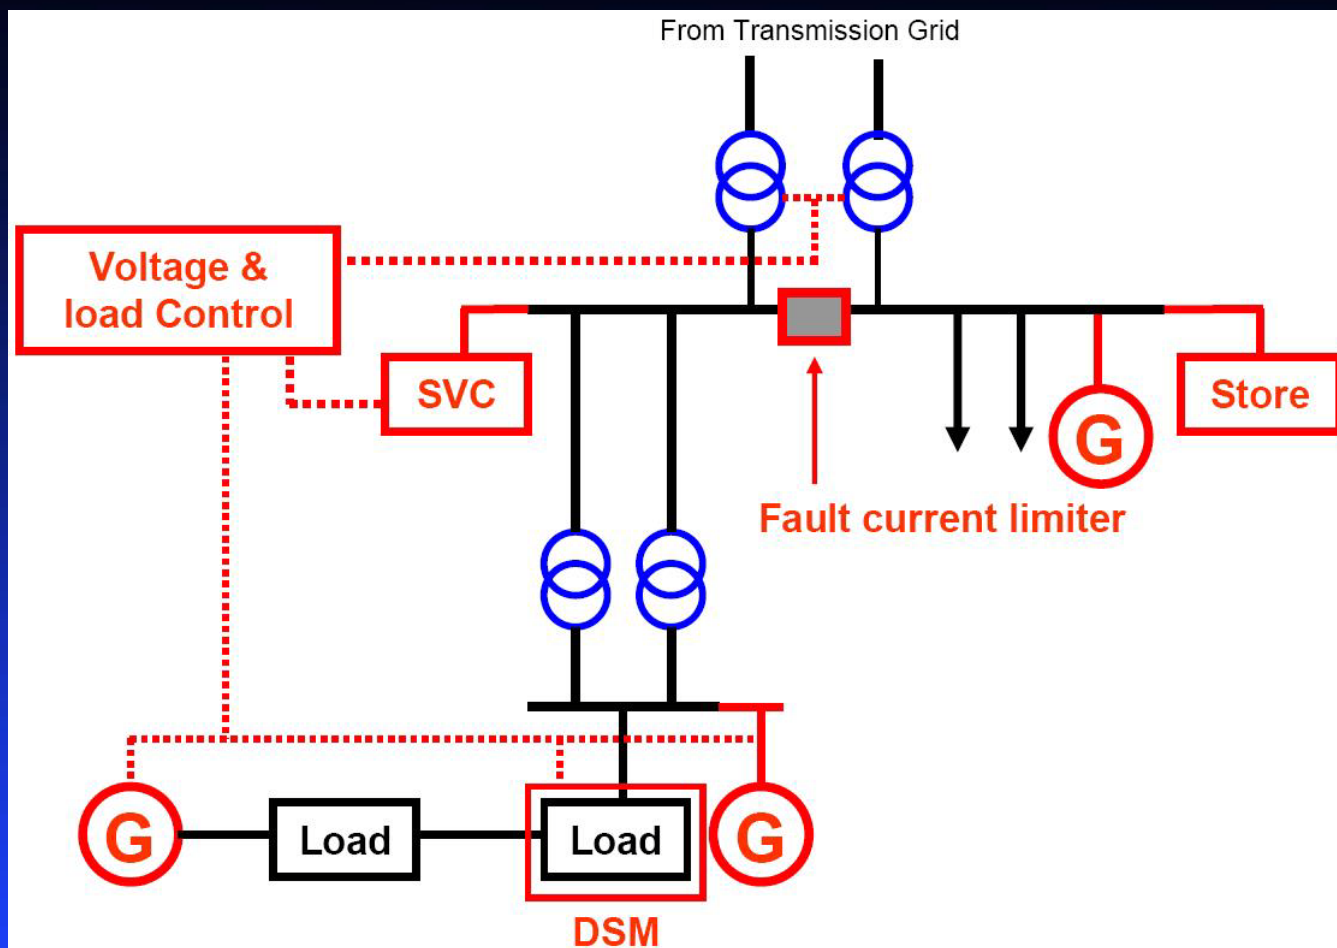 From Transmission Grid
Voltage &
load Control
SVC
Store
G
Fault current limiter
G
Load
Load
G
DSM